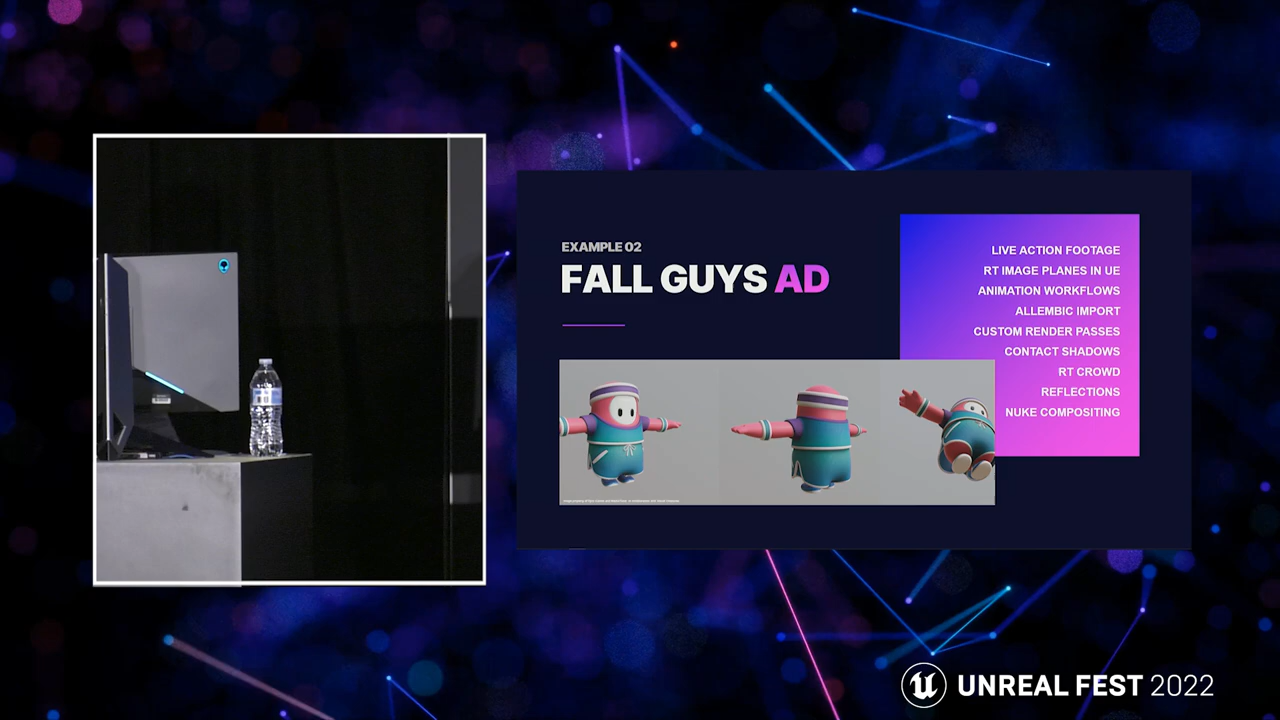 EXAMPLE 02
FALL GUYS AD
LIVE ACTION FOOTAGE
RT IMAGE PLANES IN UE
ANIMATION WORKFLOWS
ALLEMBIC IMPORT
CUSTOM RENDER PASSES
CONTACT SHADOWS
RT CROWD
REFLECTIONS
NUKE COMPOSITING
UNREAL FEST 2022